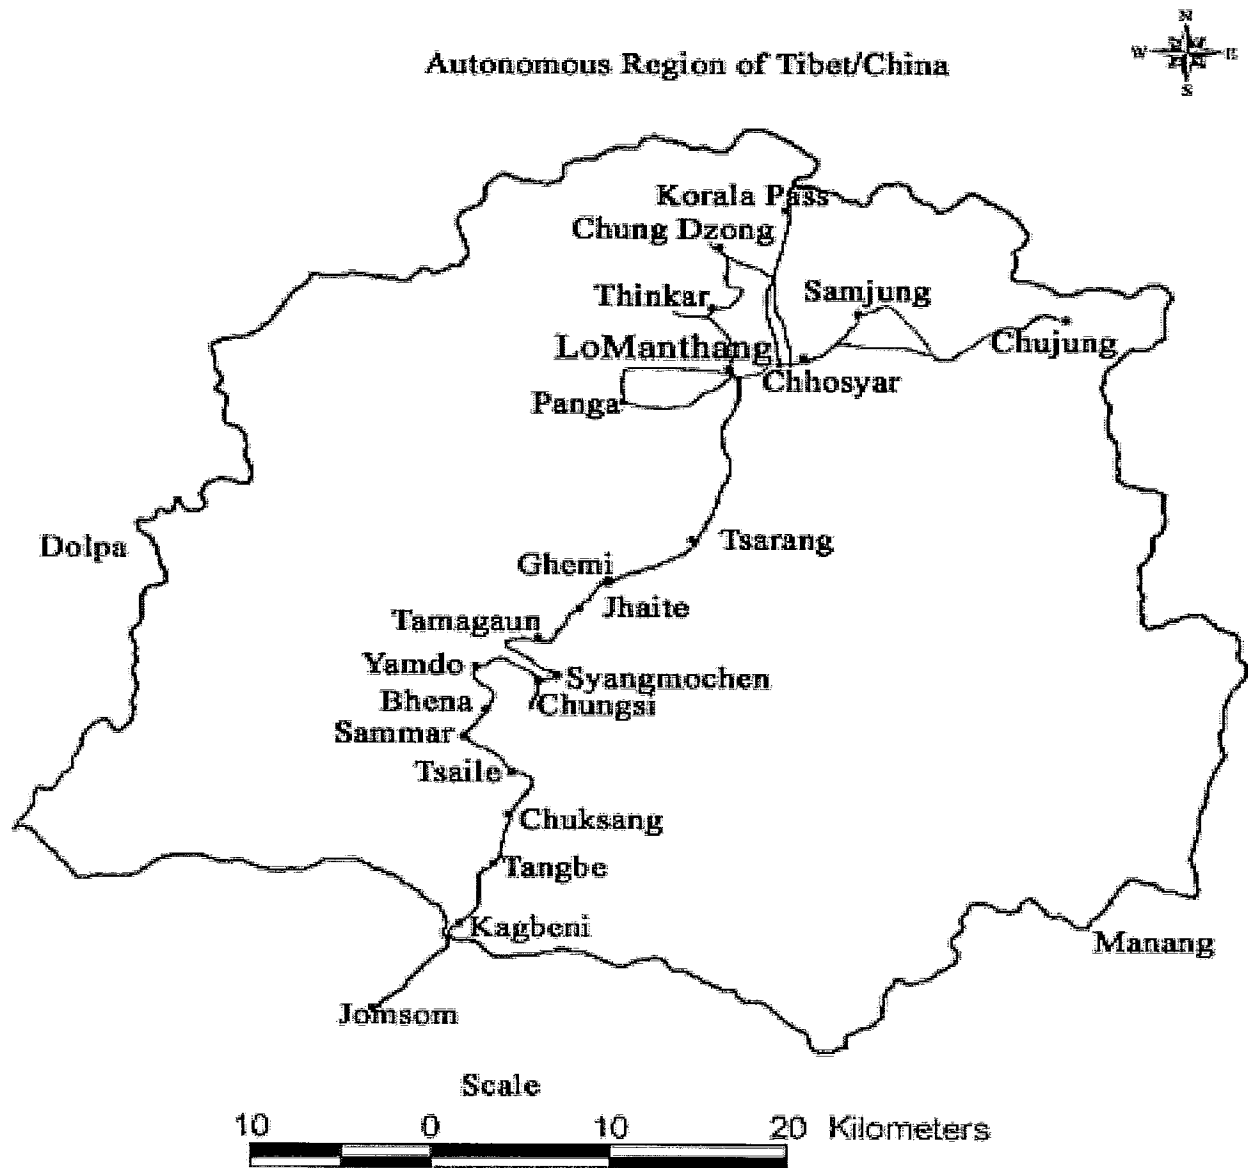 N
W E
S
Autonomous Region of Tibet/China
Korala Pass
Chung Dzong
Thinkar
Samjung
LoManthang
Chujung
Chhosyar
Panga
Dolpa
Tsarang
Ghemi
Jhaite
Tamagaun
Yamdo
Syangmochen
Bhena
Chungsi
Sammar
Tsaile
Chuksang
Tangbe
Kagbeni
Manang
Jomsom
Scale
10 0 10 20 Kilometers